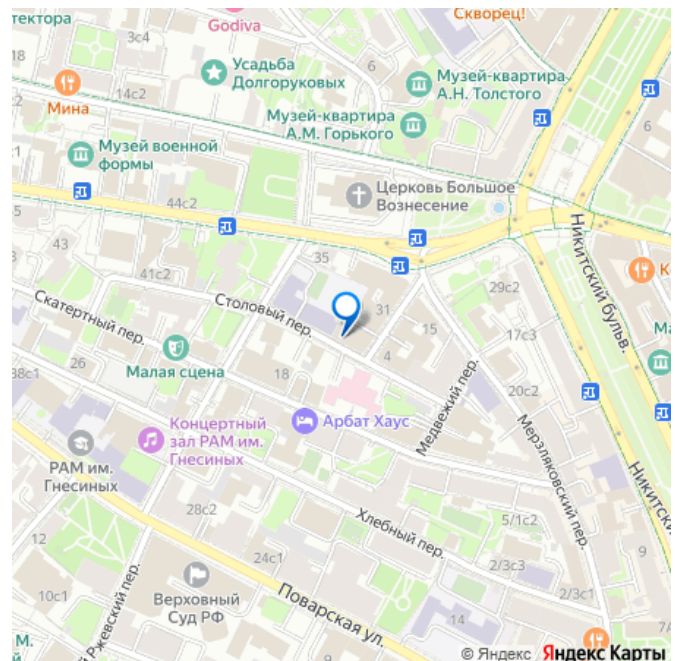 Скворец!
тектора
Godiva
3с4
18
6
Усадьба
Долгоруковых
Музей-квартира
А.Н. Толстого
14с2
Мина
Музей-квартира
А.М. Горького
6
Музей военной
формы
Церковь Большое
Вознесение
44с2
5
Никитский бульв.
43
35
41с2
29с2
Столовый пер.
31
Скатертный пер.
15
17с3
Малая сцена
4
26
38с1
18
20с2
Медвежий пер.
Арбат Хаус
Концертный
зал РАМ им.
Гнесиных
Мерзляковский пер.
РАМ им.
Гнесиных
28с2
Хлебный пер.
5/1с2
9
24с1
2/3с3
10с1
Верховный
Суд РФ
2/3с1
Поварская ул.
14
Ржевский пер.
М.
© Яндекс Яндекс Карты